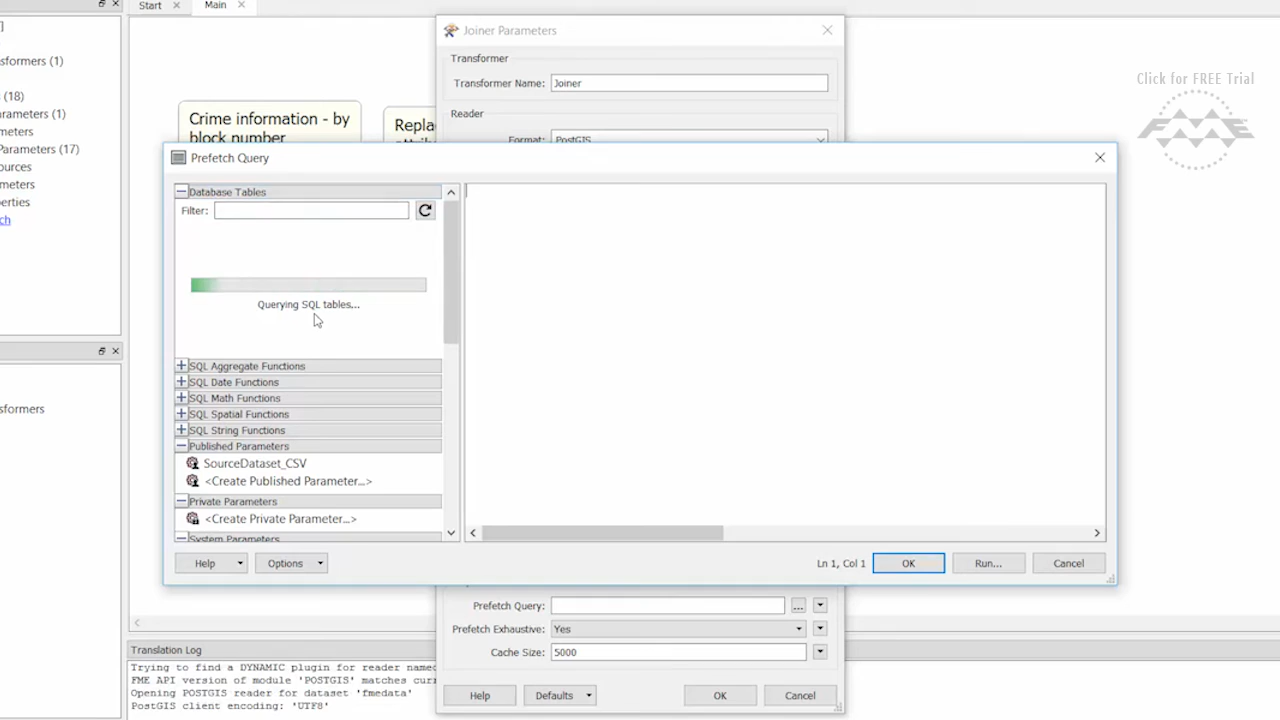 Start
Main
]
sformers (1)
(18)
arameters (1)
meters
Parameters (17)
ources
meters
perties
ch
sformers
Crime information - by
block number
Repla
Joiner Parameters
Transformer
Transformer Name: Joiner
Reader
Format: PostGIS
Click for FREE Trial
FME
Prefetch Query
Database Tables
Filter:
Querying SQL tables...
SQL Aggregate Functions
SQL Date Functions
SQL Math Functions
SQL Spatial Functions
SQL String Functions
Published Parameters
SourceDataset_CSV
<Create Published Parameter...>
Private Parameters
<Create Private Parameter...>
System Parameters
Help
Options
Ln 1, Col 1
OK
Run...
Cancel
Prefetch Query:
...
Prefetch Exhaustive: Yes
Cache Size: 5000
Help
Defaults
OK
Cancel
Translation Log
Trying to find a DYNAMIC plugin for reader named
FME API version of module 'POSTGIS' matches curr
Opening POSTGIS reader for dataset 'fmedata'
PostGIS client encoding: 'UTF8'